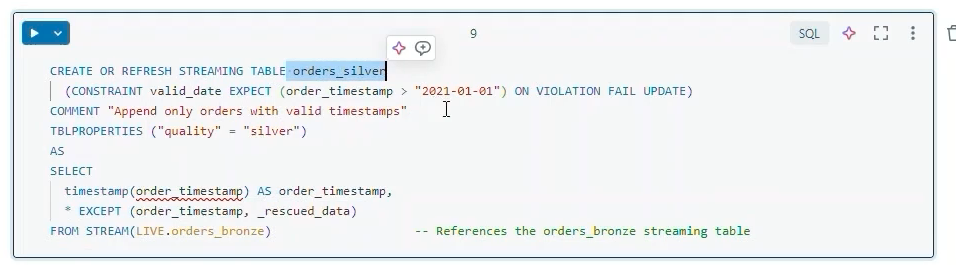 9
SQL
CREATE OR REFRESH STREAMING TABLE orders_silver
(CONSTRAINT valid_date EXPECT (order_timestamp > "2021-01-01") ON VIOLATION FAIL UPDATE)
COMMENT "Append only orders with valid timestamps"
TBLPROPERTIES ("quality" = "silver")
AS
SELECT
timestamp(order_timestamp) AS order_timestamp,
* EXCEPT (order_timestamp, _rescued_data)
FROM STREAM(LIVE.orders_bronze) -- References the orders_bronze streaming table